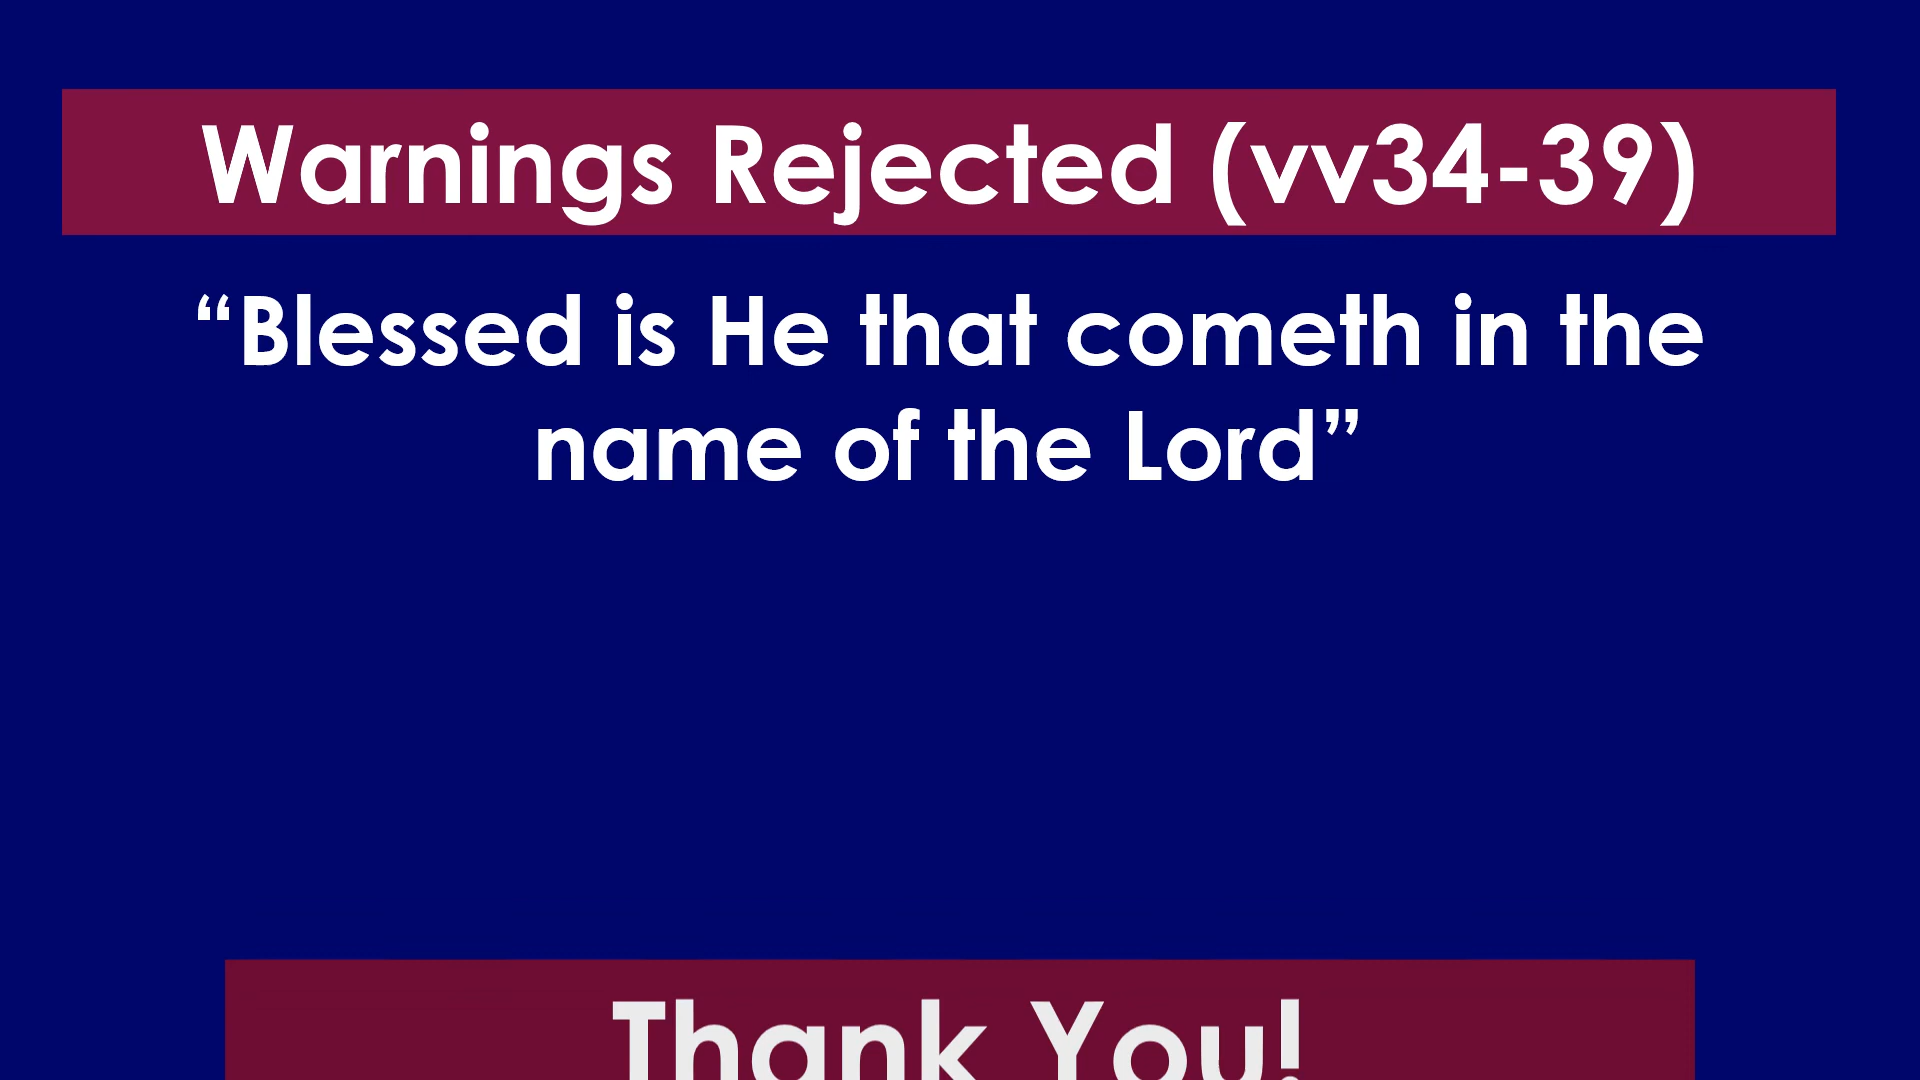 Warnings Rejected (vv34-39)
“Blessed is He that cometh in the
name of the Lord”
Thank You!